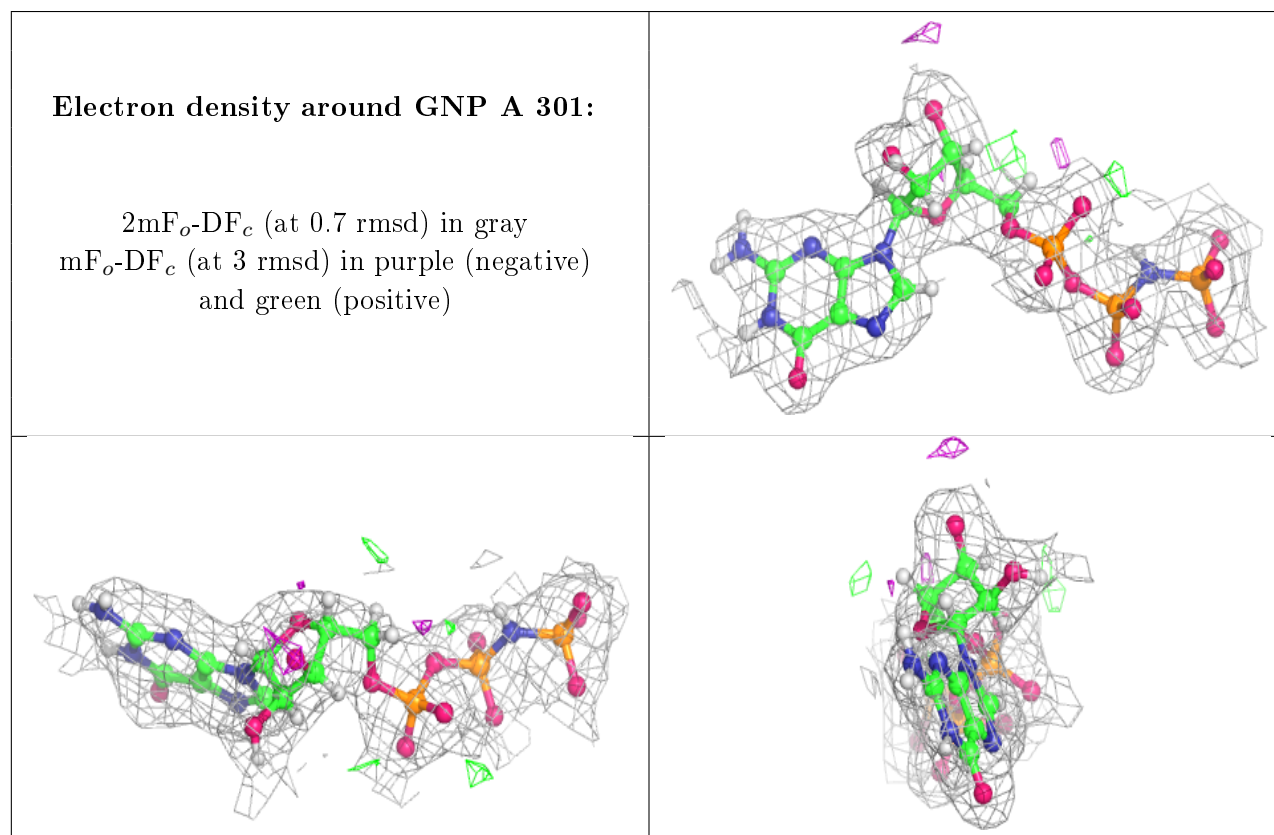 Electron density around GNP A 301:
2mFₒ-DF𝑐 (at 0.7 rmsd) in gray
mFₒ-DF𝑐 (at 3 rmsd) in purple (negative)
and green (positive)